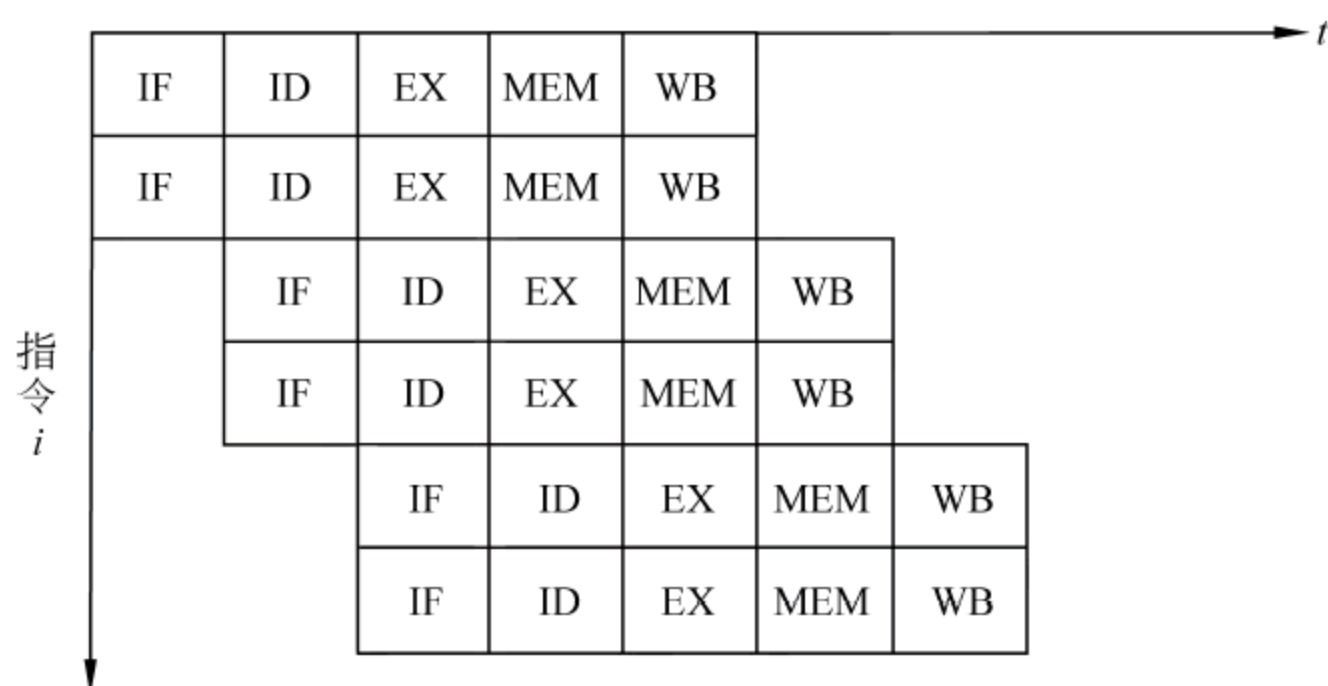 t
IF ID EX MEM WB
IF ID EX MEM WB
IF ID EX MEM WB
IF ID EX MEM WB
IF ID EX MEM WB
IF ID EX MEM WB
指
令
i